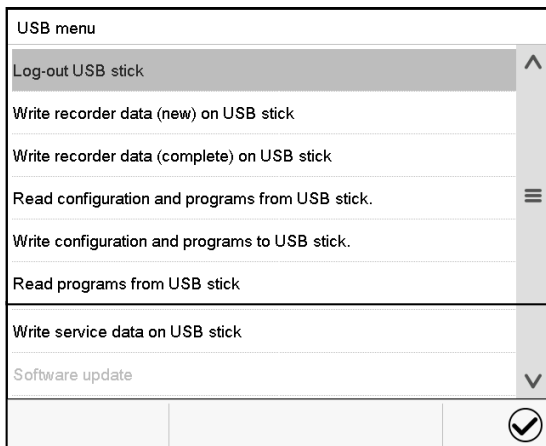 USB menu
Log-out USB stick
Write recorder data (new) on USB stick
Write recorder data (complete) on USB stick
Read configuration and programs from USB stick.
Write configuration and programs to USB stick.
Read programs from USB stick
Write service data on USB stick
Software update